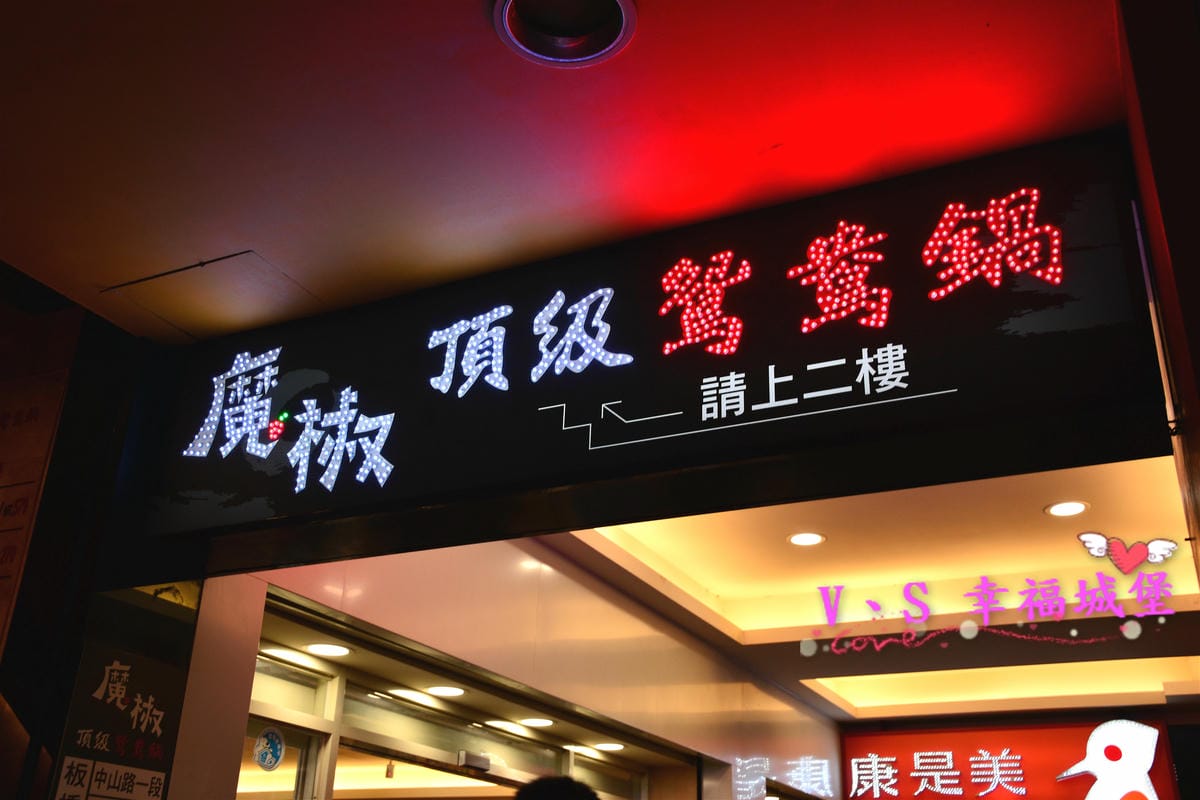 魔椒 頂級鴛鴦鍋
請上二樓
V、S 幸福城堡
Love
康是美
魔椒
頂級鴛鴦鍋
板
中山路一段